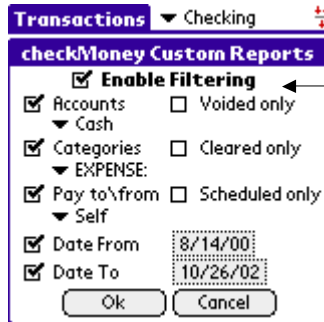 Transactions Checking
checkMoney Custom Reports
Enable Filtering
Accounts Voided only
Cash
Categories Cleared only
EXPENSE:
Pay to\from Scheduled only
Self
Date From 8/14/00
Date To 10/26/02
Ok Cancel